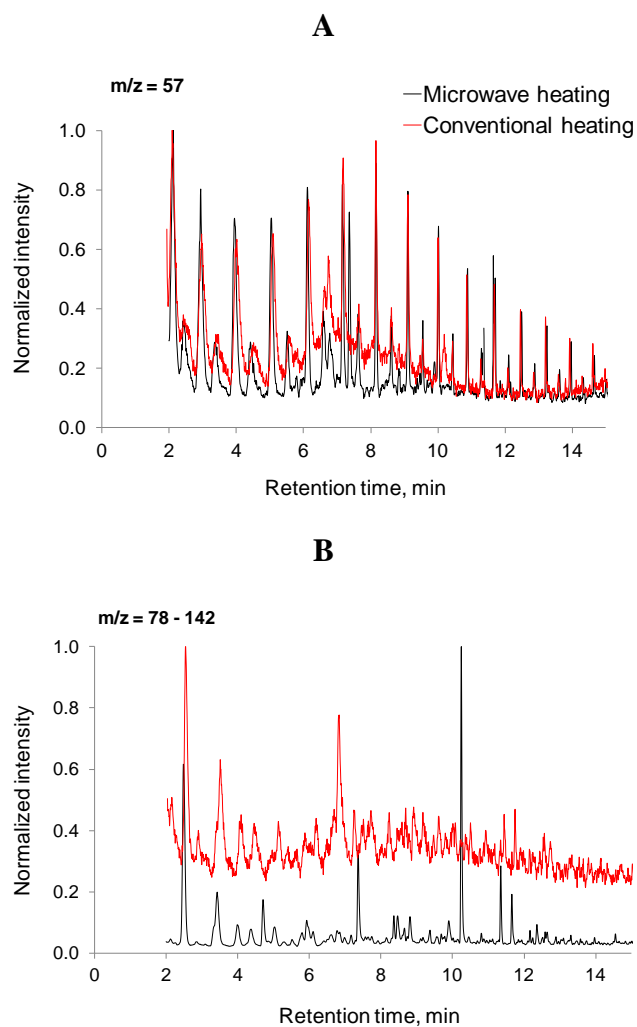 A
m/z = 57
Microwave heating
Conventional heating
1.0
0.8
0.6
0.4
0.2
0.0
Normalized intensity
2 4 6 8 10 12 14
Retention time, min
B
m/z = 78 - 142
1.0
0.8
0.6
0.4
0.2
0.0
Normalized intensity
0 2 4 6 8 10 12 14
Retention time, min